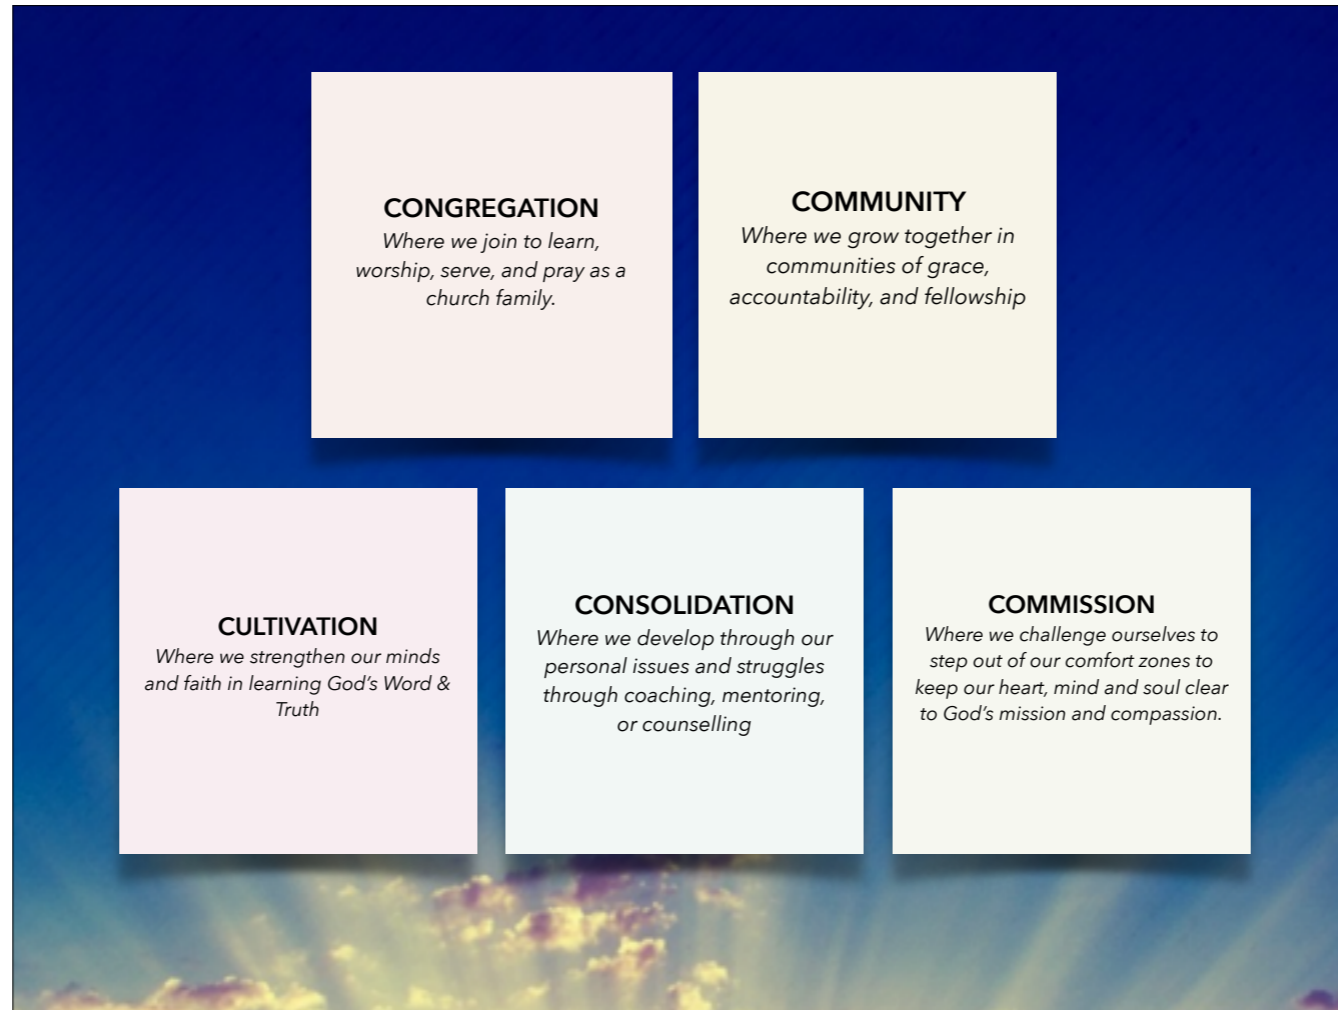 CONGREGATION
Where we join to learn,
worship, serve, and pray as a
church family.
COMMUNITY
Where we grow together in
communities of grace,
accountability, and fellowship
CULTIVATION
Where we strengthen our minds
and faith in learning God’s Word &
Truth
CONSOLIDATION
Where we develop through our
personal issues and struggles
through coaching, mentoring,
or counselling
COMMISSION
Where we challenge ourselves to
step out of our comfort zones to
keep our heart, mind and soul clear
to God’s mission and compassion.